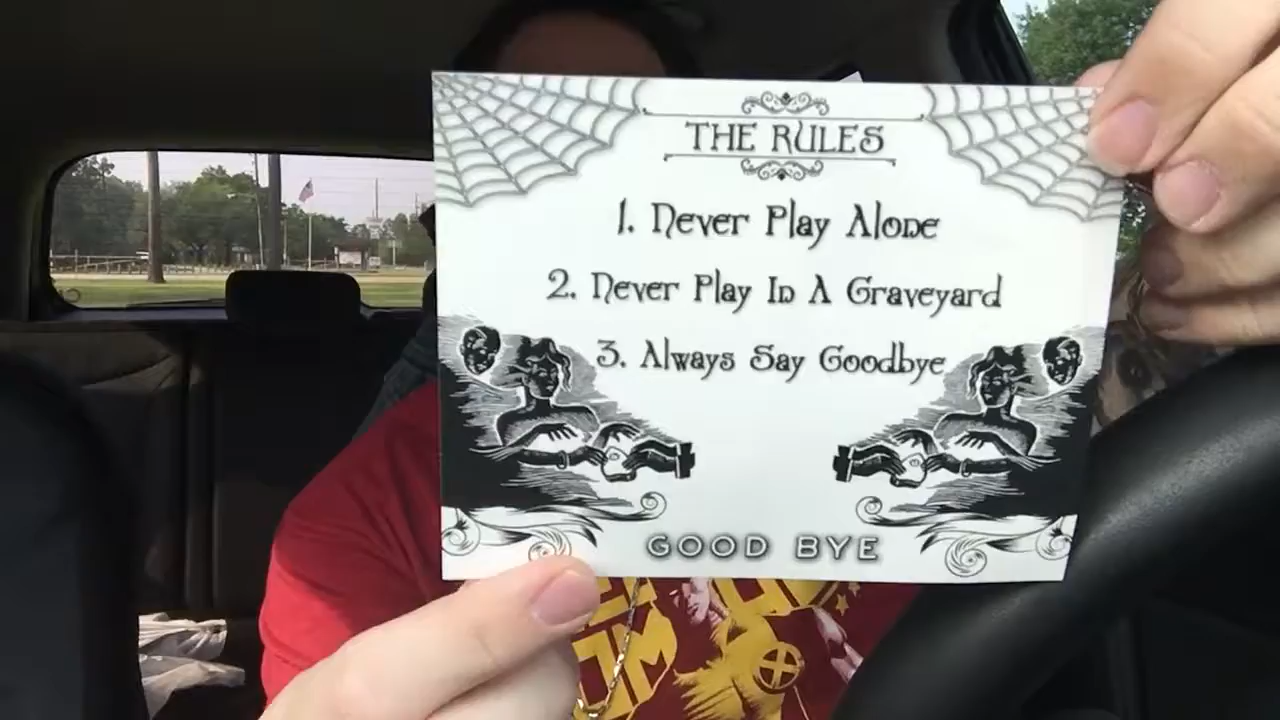 THE RULES
1. Never Play Alone
2. Never Play In A Graveyard
3. Always Say Goodbye
GOOD BYE